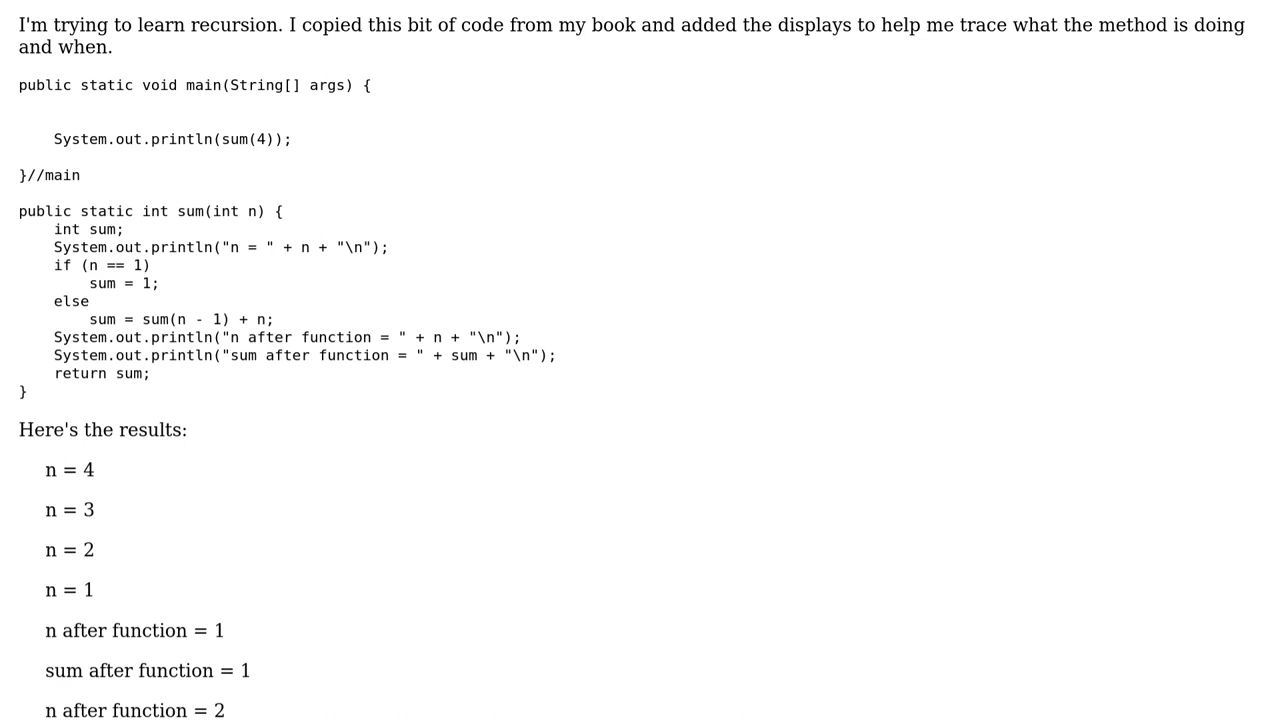 I'm trying to learn recursion. I copied this bit of code from my book and added the displays to help me trace what the method is doing
and when.
public static void main(String[] args) {
    System.out.println(sum(4));
}//main
public static int sum(int n) {
    int sum;
    System.out.println("n = " + n + "\n");
    if (n == 1)
        sum = 1;
    else
        sum = sum(n - 1) + n;
    System.out.println("n after function = " + n + "\n");
    System.out.println("sum after function = " + sum + "\n");
    return sum;
}
Here's the results:
n = 4
n = 3
n = 2
n = 1
n after function = 1
sum after function = 1
n after function = 2